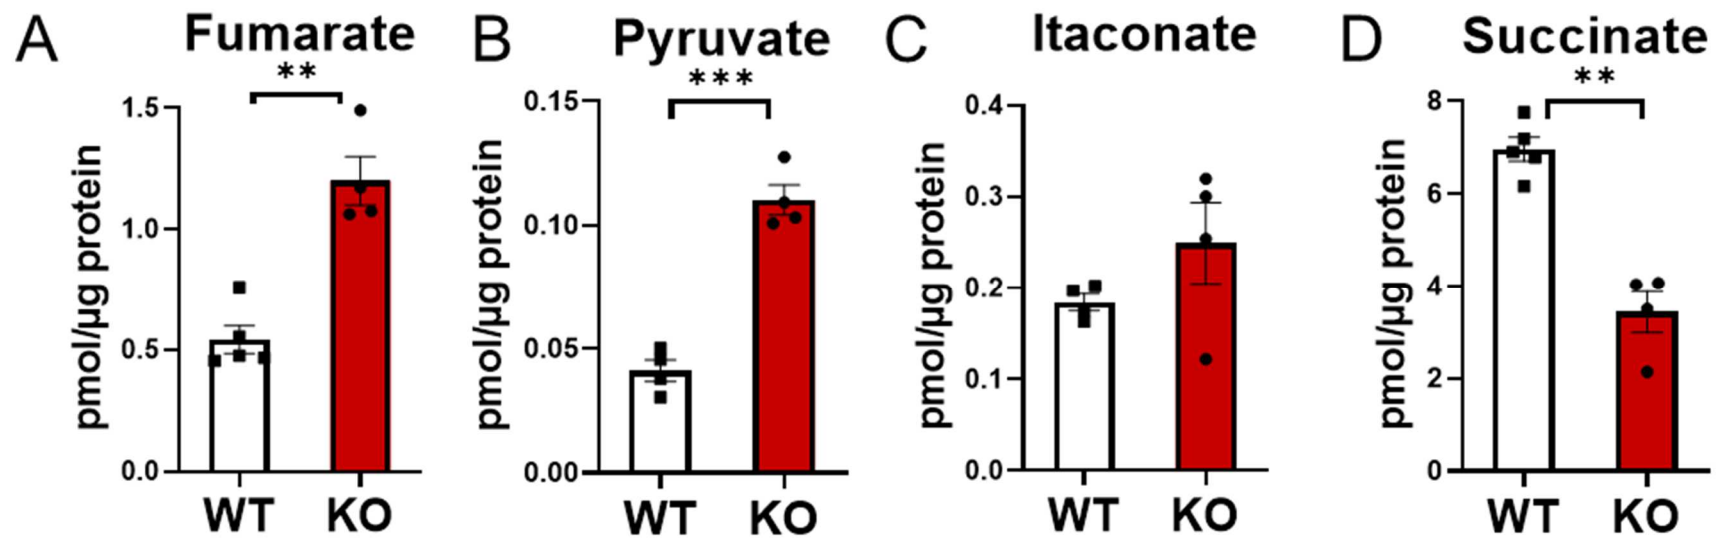 A
Fumarate
**
pmol/µg protein
1.5
1.0
0.5
0.0
WT
KO
B
Pyruvate
***
pmol/µg protein
0.15
0.10
0.05
0.00
WT
KO
C
Itaconate
pmol/µg protein
0.4
0.3
0.2
0.1
0.0
WT
KO
D
Succinate
**
pmol/µg protein
8
6
4
2
0
WT
KO